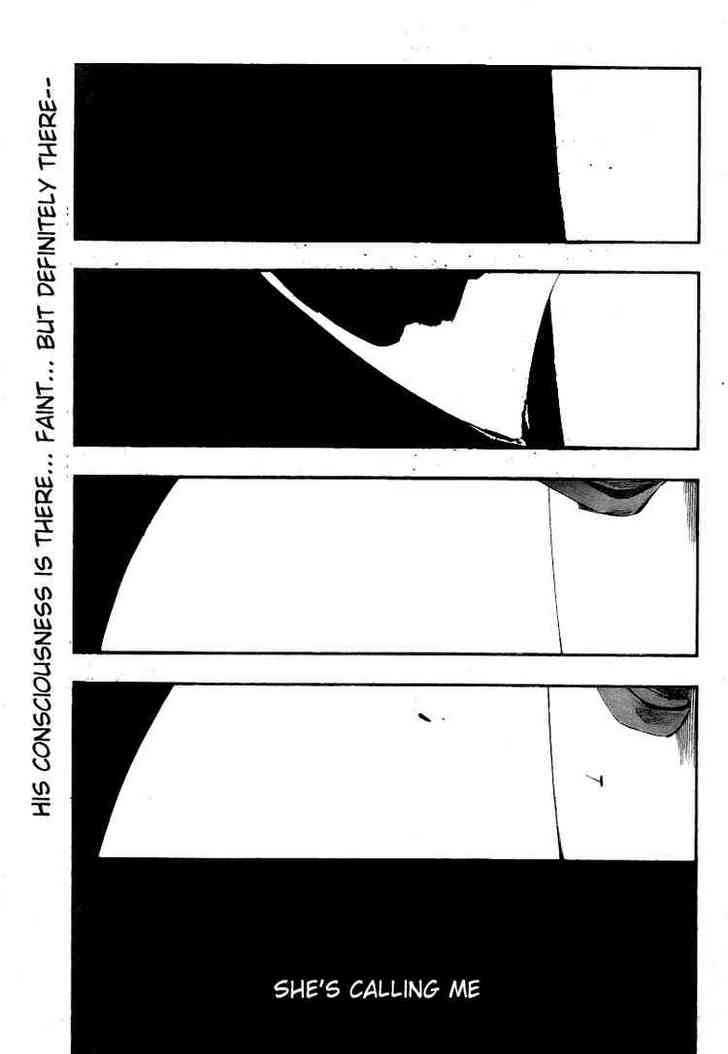 HIS CONSCIOUSNESS IS THERE... FAINT... BUT DEFINITELY THERE--
SHE'S CALLING ME